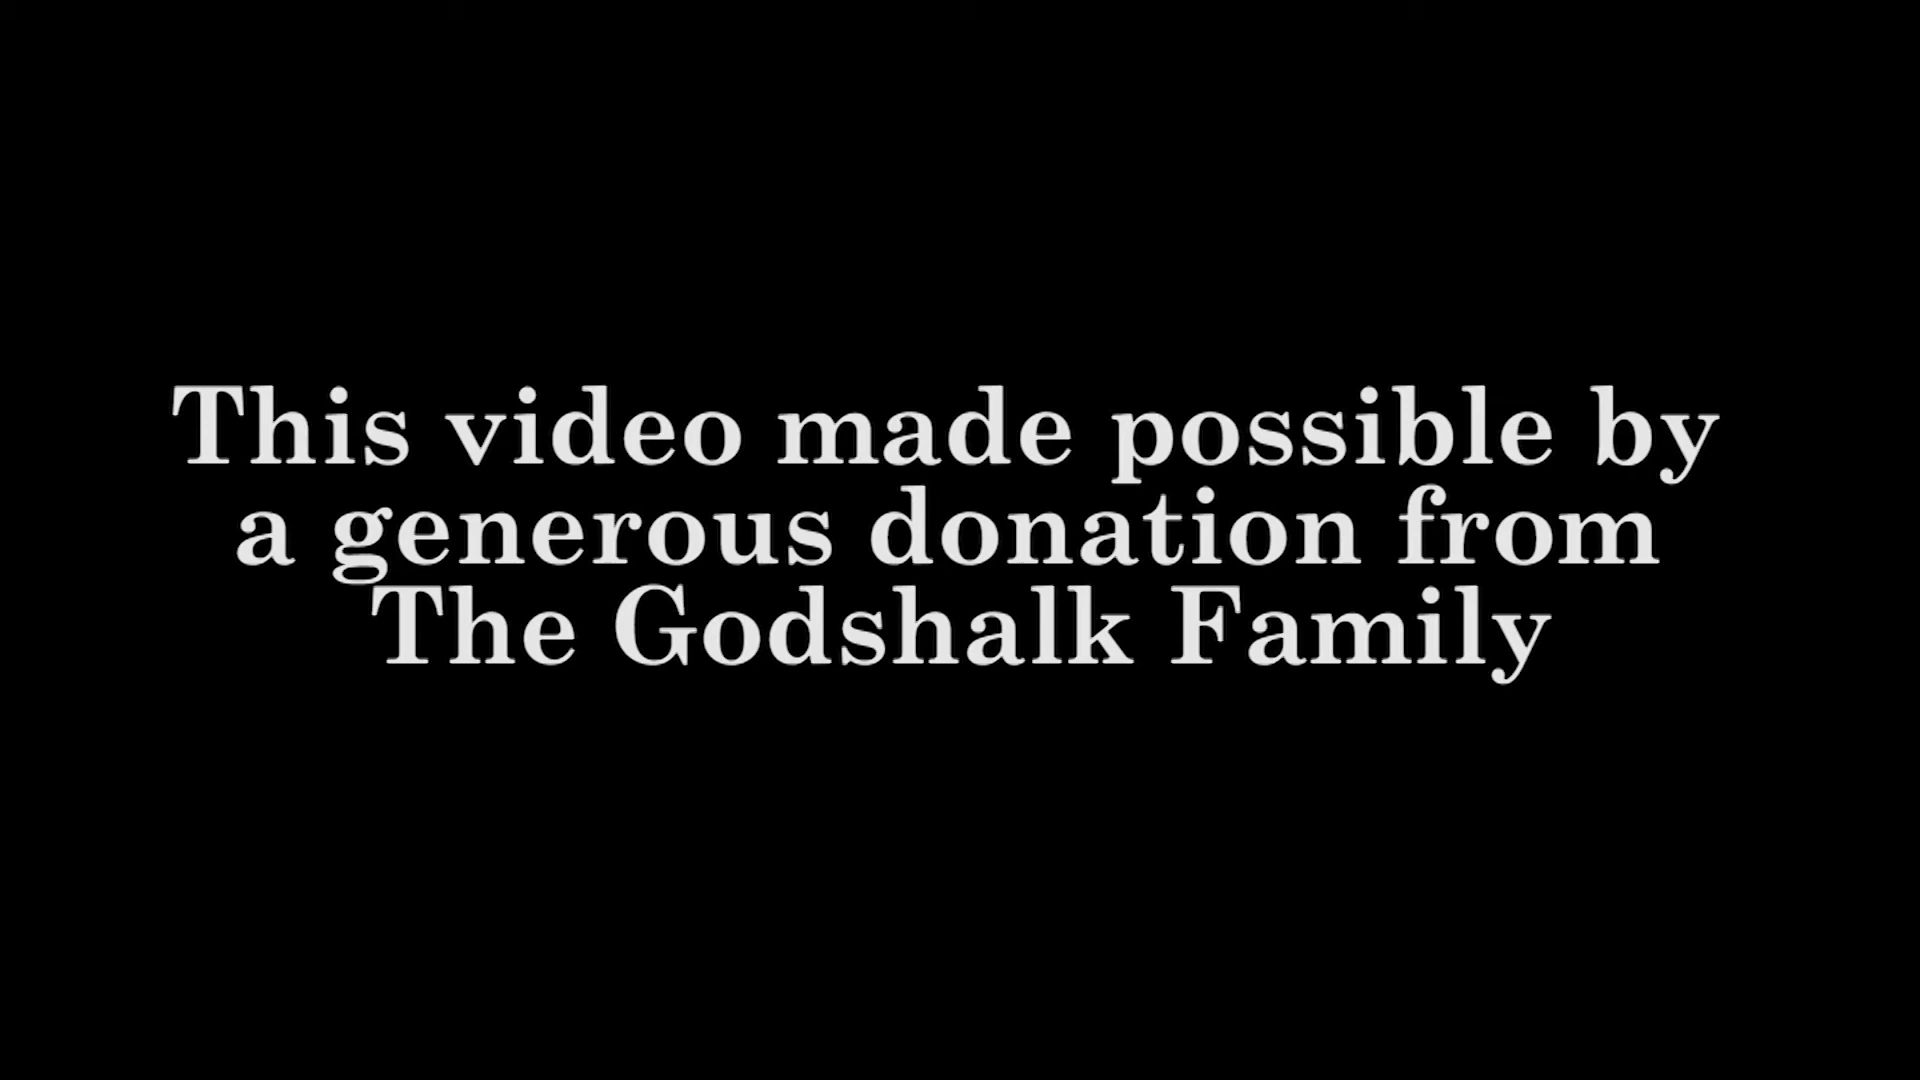 This video made possible by
a generous donation from
The Godshalk Family